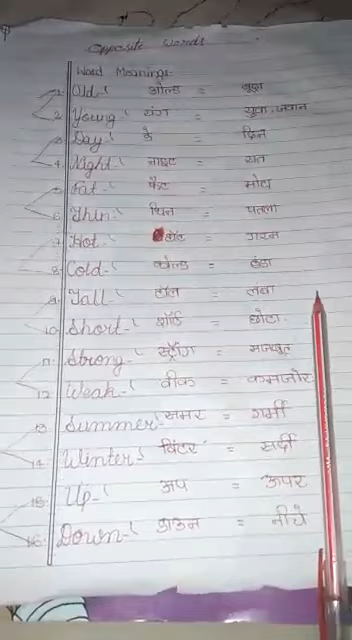 Opposite Words
Word Meanings:
1. Old - ओल्ड = बूढ़ा
2. Young - यंग = युवा, जवान
3. Day - डे = दिन
4. Night - नाइट = रात
5. Fat - फैट = मोटा
6. Thin - थिन = पतला
7. Hot - हॉट = गरम
8. Cold - कोल्ड = ठंडा
9. Tall - टॉल = लंबा
10. Short - शॉर्ट = छोटा
11. Strong - स्ट्रॉंग = मजबूत
12. Weak - वीक = कमजोर
13. Summer - समर = गर्मी
14. Winter - विंटर = सर्दी
15. Up - अप = ऊपर
16. Down - डाउन = नीचे